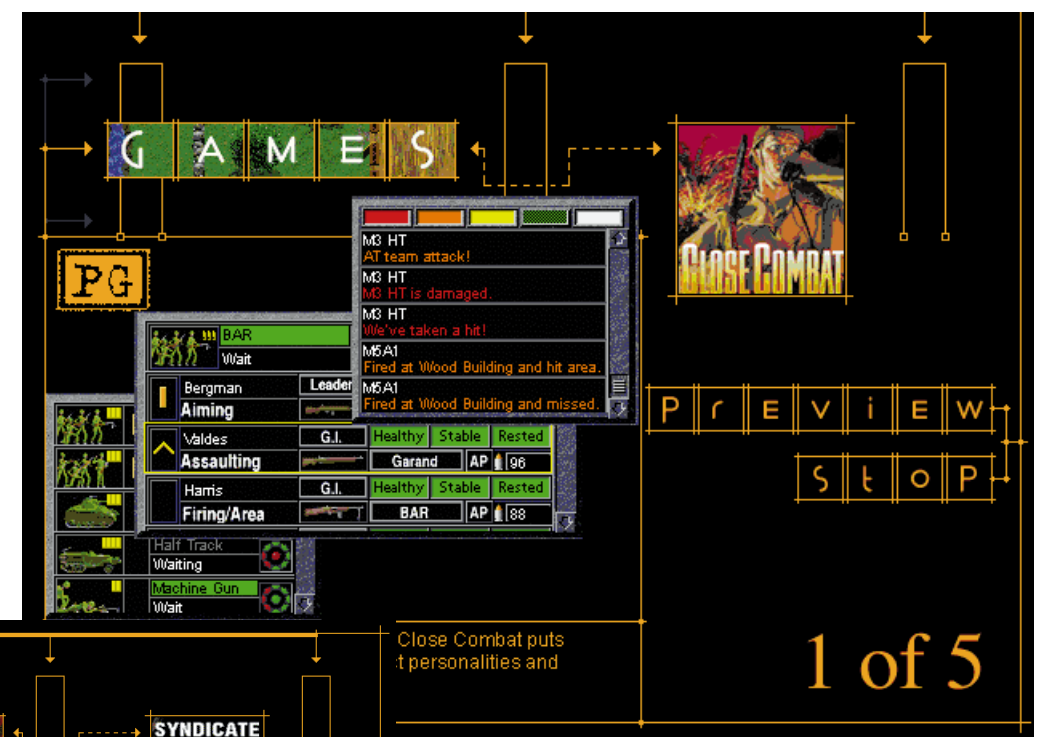 GAMES
CLOSE COMBAT
PG
M3 HT
AT team attack!
M3 HT
M3 HT is damaged.
M3 HT
We've taken a hit!
M5A1
Fired at Wood Building and hit area.
M5A1
Fired at Wood Building and missed.
BAR
Wait
Bergman
Leader
Aiming
Valdes
G.I.
Healthy
Stable
Rested
Assaulting
Garand
AP
96
Harris
G.I.
Healthy
Stable
Rested
Firing/Area
BAR
AP
88
Half Track
Waiting
Machine Gun
Wait
PrEviEw
StoP
Close Combat puts
t personalities and
1 of 5
SYNDICATE